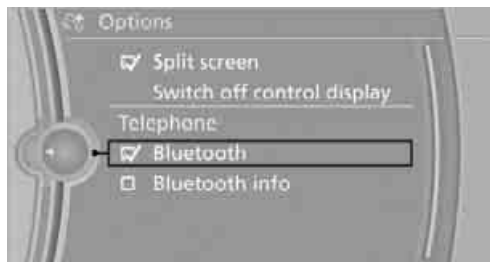 Options
Split screen
Switch off control display
Telephone
Bluetooth
Bluetooth info